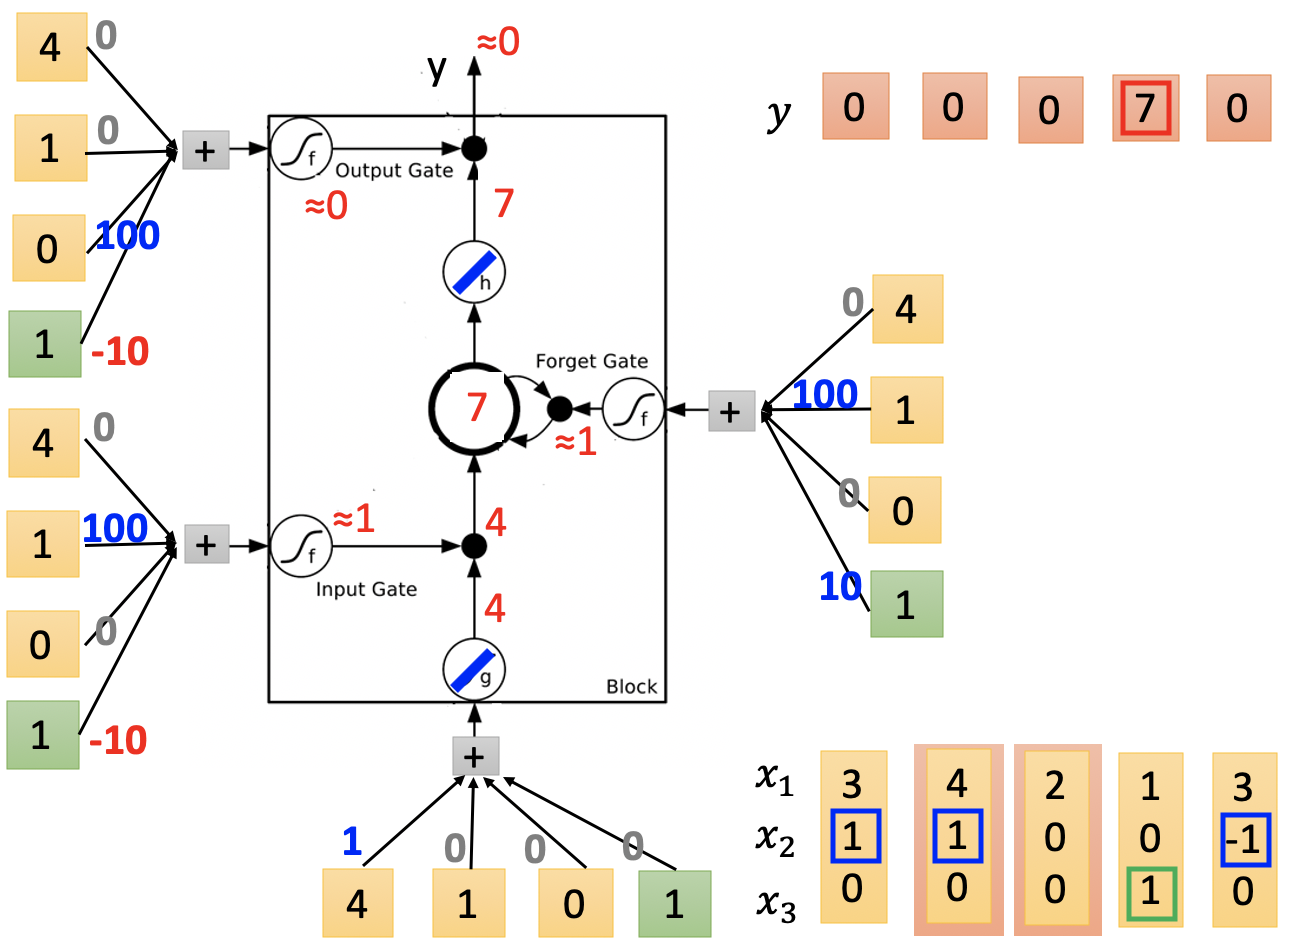 4 0
1 0
0 100
1 -10
+
f
Output Gate
≈0
y
≈0
7
h
7
Forget Gate
f
≈1
+
0 4
100 1
0 0
10 1
4 0
1 100
0 0
1 -10
+
f
Input Gate
≈1
4
4
g
Block
+
1 0 0 0
4 1 0 1
y 0 0 0 7 0
x₁ 3 4 2 1 3
x₂ 1 1 0 0 -1
x₃ 0 0 0 1 0